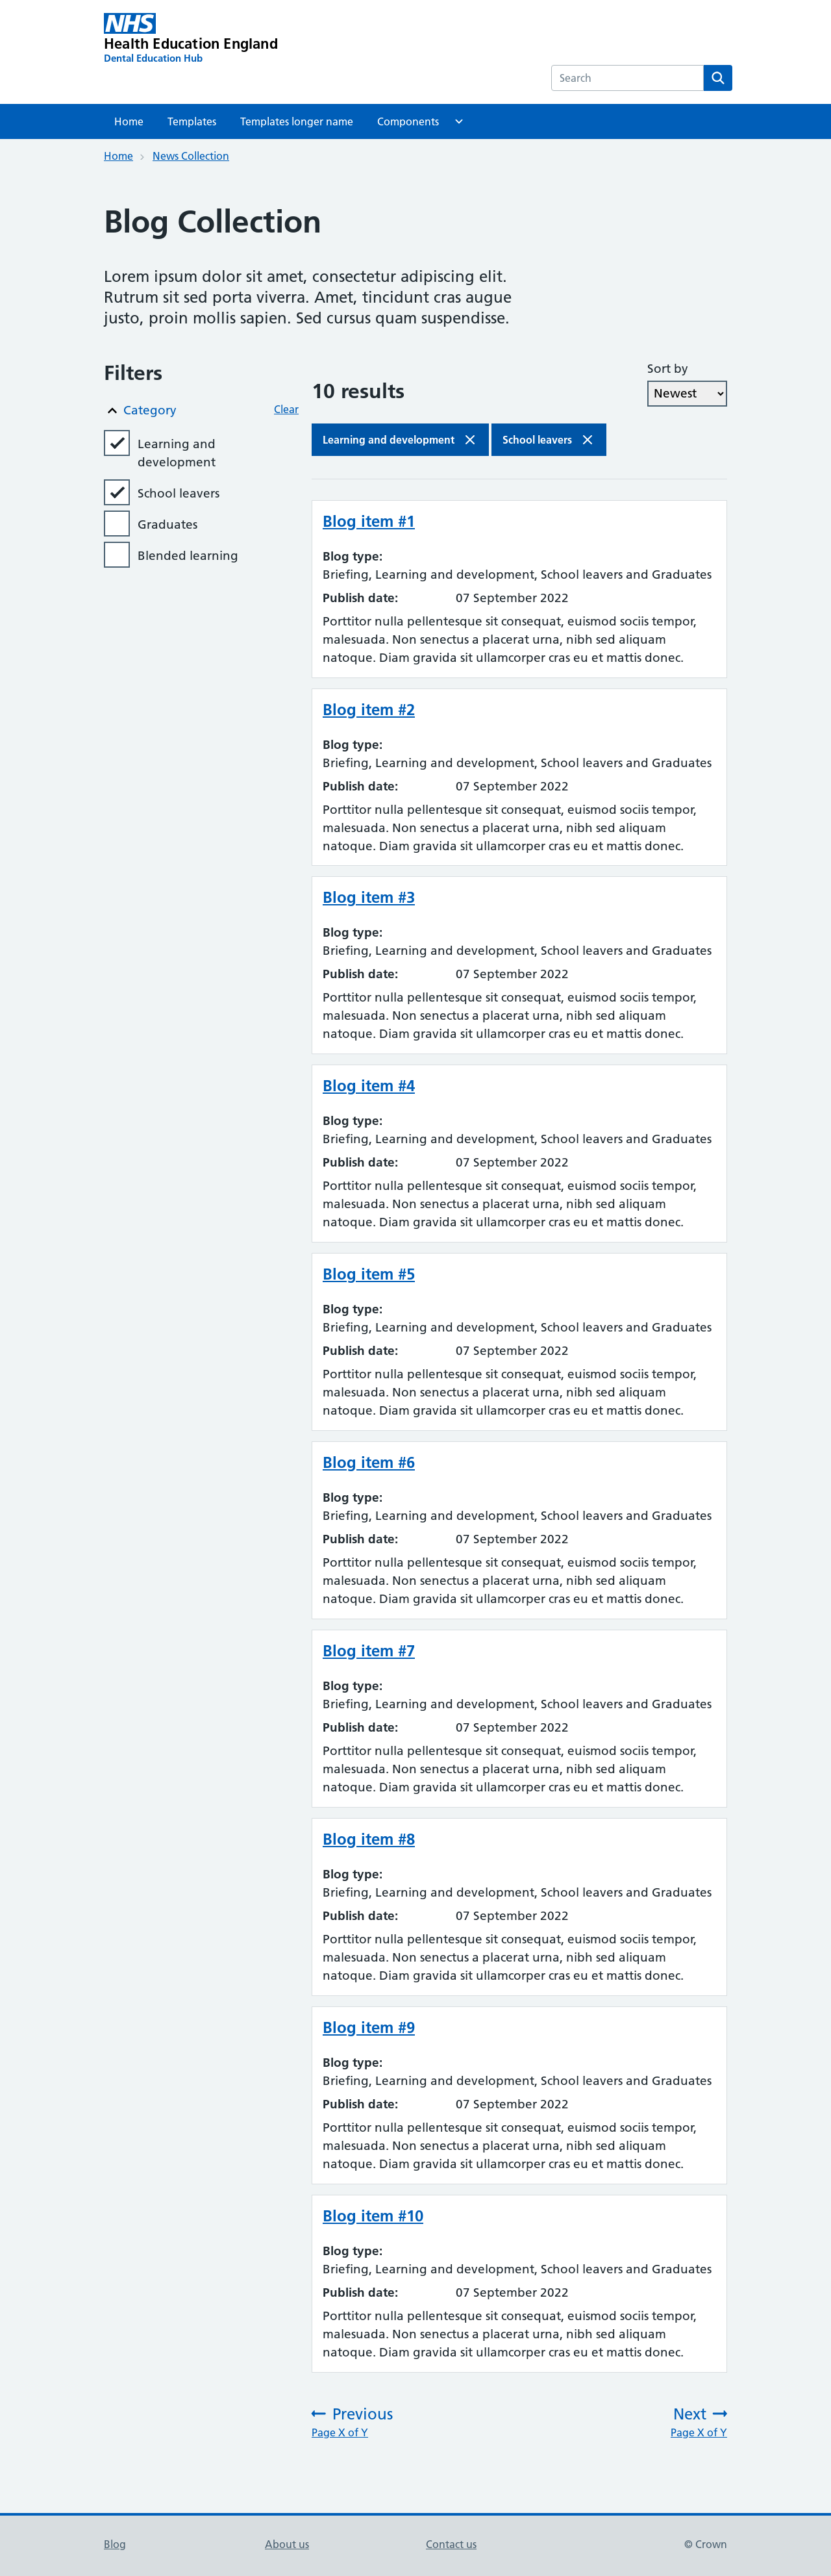 NHS
Health Education England
Dental Education Hub
Search
Home Templates Templates longer name Components
Home News Collection
Blog Collection
Lorem ipsum dolor sit amet, consectetur adipiscing elit.
Rutrum sit sed porta viverra. Amet, tincidunt cras augue
justo, proin mollis sapien. Sed cursus quam suspendisse.
Filters
Category Clear
Learning and
development
School leavers
Graduates
Blended learning
10 results
Sort by
Newest
Learning and development School leavers
Blog item #1
Blog type:
Briefing, Learning and development, School leavers and Graduates
Publish date: 07 September 2022
Porttitor nulla pellentesque sit consequat, euismod sociis tempor,
malesuada. Non senectus a placerat urna, nibh sed aliquam
natoque. Diam gravida sit ullamcorper cras eu et mattis donec.
Blog item #2
Blog type:
Briefing, Learning and development, School leavers and Graduates
Publish date: 07 September 2022
Porttitor nulla pellentesque sit consequat, euismod sociis tempor,
malesuada. Non senectus a placerat urna, nibh sed aliquam
natoque. Diam gravida sit ullamcorper cras eu et mattis donec.
Blog item #3
Blog type:
Briefing, Learning and development, School leavers and Graduates
Publish date: 07 September 2022
Porttitor nulla pellentesque sit consequat, euismod sociis tempor,
malesuada. Non senectus a placerat urna, nibh sed aliquam
natoque. Diam gravida sit ullamcorper cras eu et mattis donec.
Blog item #4
Blog type:
Briefing, Learning and development, School leavers and Graduates
Publish date: 07 September 2022
Porttitor nulla pellentesque sit consequat, euismod sociis tempor,
malesuada. Non senectus a placerat urna, nibh sed aliquam
natoque. Diam gravida sit ullamcorper cras eu et mattis donec.
Blog item #5
Blog type:
Briefing, Learning and development, School leavers and Graduates
Publish date: 07 September 2022
Porttitor nulla pellentesque sit consequat, euismod sociis tempor,
malesuada. Non senectus a placerat urna, nibh sed aliquam
natoque. Diam gravida sit ullamcorper cras eu et mattis donec.
Blog item #6
Blog type:
Briefing, Learning and development, School leavers and Graduates
Publish date: 07 September 2022
Porttitor nulla pellentesque sit consequat, euismod sociis tempor,
malesuada. Non senectus a placerat urna, nibh sed aliquam
natoque. Diam gravida sit ullamcorper cras eu et mattis donec.
Blog item #7
Blog type:
Briefing, Learning and development, School leavers and Graduates
Publish date: 07 September 2022
Porttitor nulla pellentesque sit consequat, euismod sociis tempor,
malesuada. Non senectus a placerat urna, nibh sed aliquam
natoque. Diam gravida sit ullamcorper cras eu et mattis donec.
Blog item #8
Blog type:
Briefing, Learning and development, School leavers and Graduates
Publish date: 07 September 2022
Porttitor nulla pellentesque sit consequat, euismod sociis tempor,
malesuada. Non senectus a placerat urna, nibh sed aliquam
natoque. Diam gravida sit ullamcorper cras eu et mattis donec.
Blog item #9
Blog type:
Briefing, Learning and development, School leavers and Graduates
Publish date: 07 September 2022
Porttitor nulla pellentesque sit consequat, euismod sociis tempor,
malesuada. Non senectus a placerat urna, nibh sed aliquam
natoque. Diam gravida sit ullamcorper cras eu et mattis donec.
Blog item #10
Blog type:
Briefing, Learning and development, School leavers and Graduates
Publish date: 07 September 2022
Porttitor nulla pellentesque sit consequat, euismod sociis tempor,
malesuada. Non senectus a placerat urna, nibh sed aliquam
natoque. Diam gravida sit ullamcorper cras eu et mattis donec.
Previous Next
Page X of Y Page X of Y
Blog About us Contact us © Crown